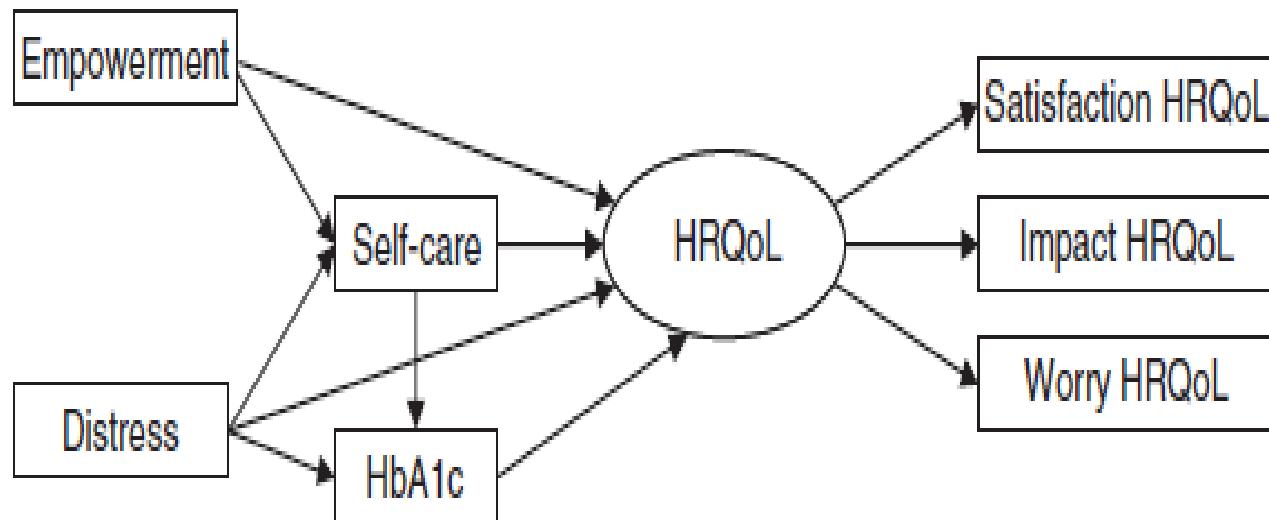 Empowerment
Satisfaction HRQoL
Self-care
HRQoL
Impact HRQoL
Distress
HbA1c
Worry HRQoL